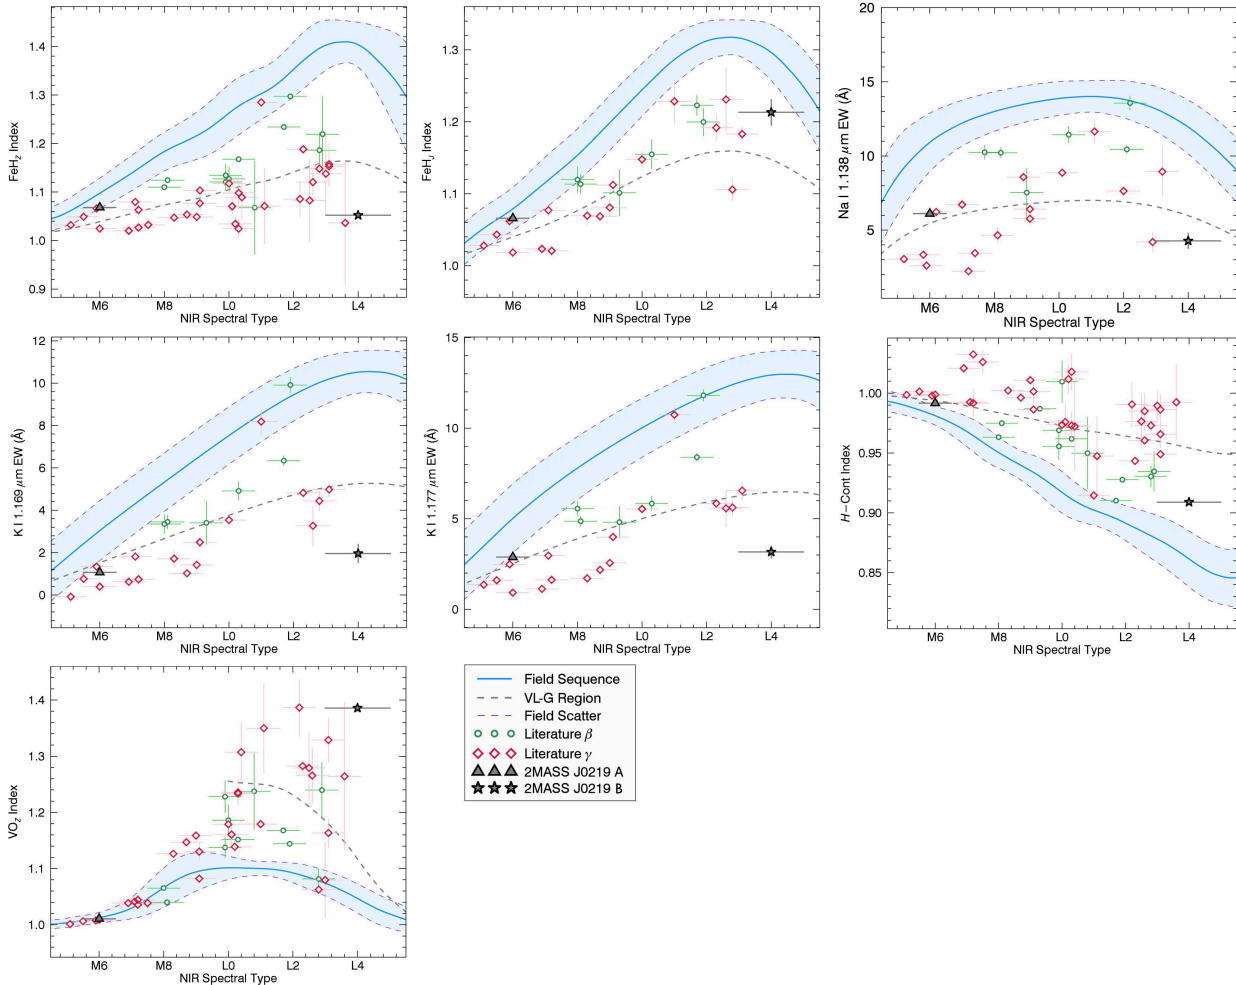 FeH_Z Index
1.4
1.3
1.2
1.1
1.0
0.9
M6 M8 L0 L2 L4
NIR Spectral Type
FeH_J Index
1.3
1.2
1.1
1.0
M6 M8 L0 L2 L4
NIR Spectral Type
Na I 1.138 μm EW (Å)
20
15
10
5
M6 M8 L0 L2 L4
NIR Spectral Type
K I 1.169 μm EW (Å)
12
10
8
6
4
2
0
M6 M8 L0 L2 L4
NIR Spectral Type
K I 1.177 μm EW (Å)
15
10
5
0
M6 M8 L0 L2 L4
NIR Spectral Type
H−Cont Index
1.00
0.95
0.90
0.85
M6 M8 L0 L2 L4
NIR Spectral Type
VO_Z Index
1.4
1.3
1.2
1.1
1.0
M6 M8 L0 L2 L4
NIR Spectral Type
Field Sequence
VL-G Region
Field Scatter
Literature β
Literature γ
2MASS J0219 A
2MASS J0219 B